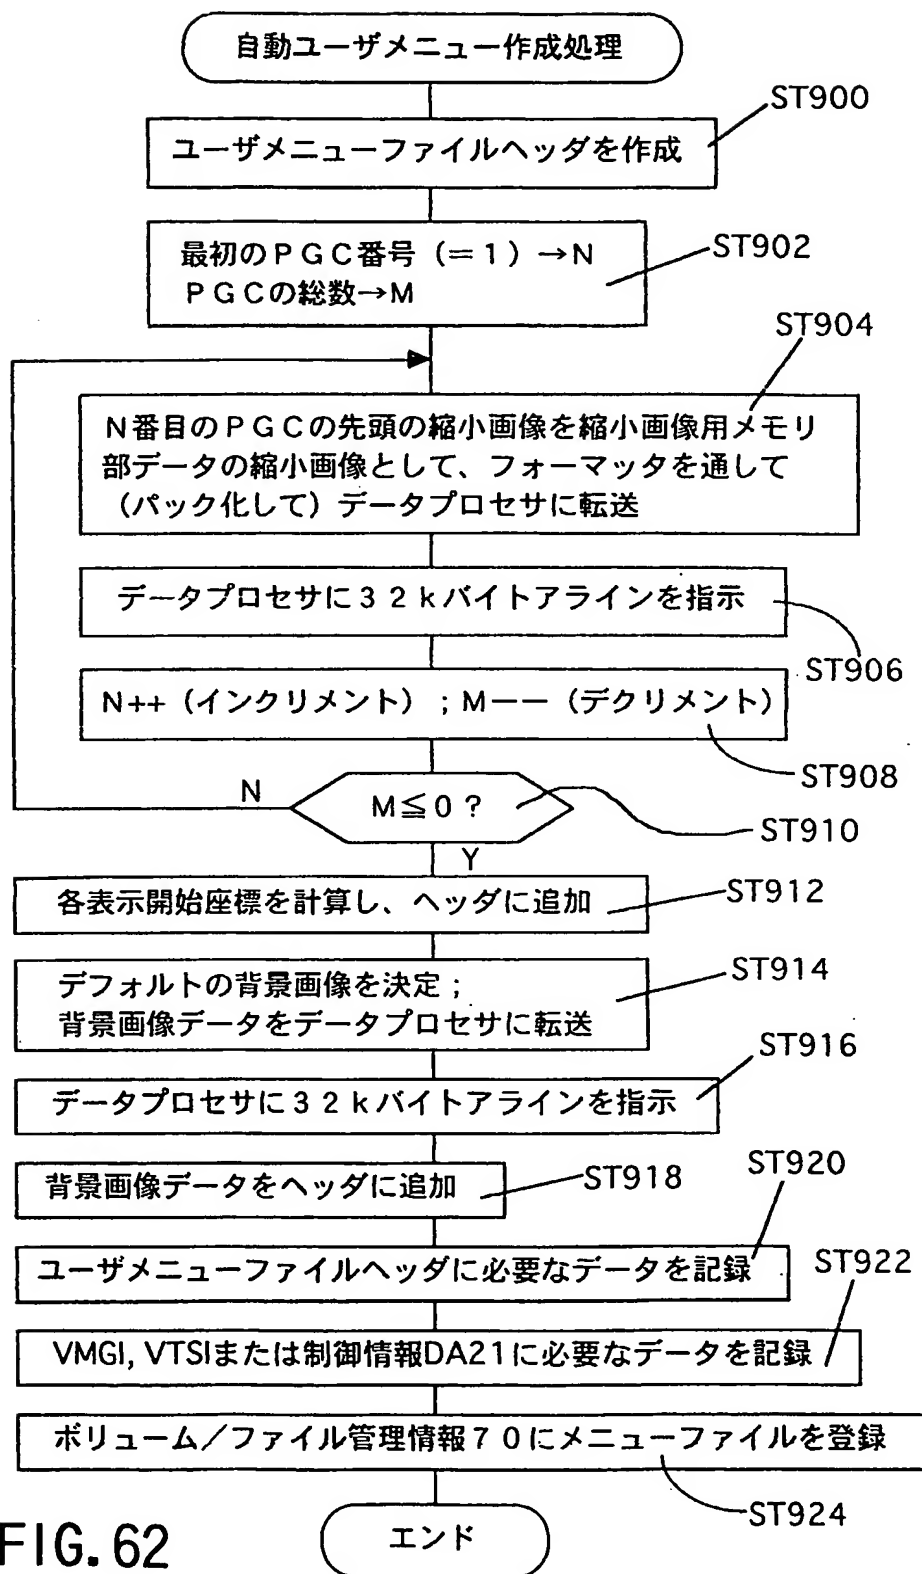 自動ユーザメニュー作成処理
ST900
ユーザメニューファイルヘッダを作成
最初のPGC番号（＝1）→N
PGCの総数→M
ST902
ST904
N番目のPGCの先頭の縮小画像を縮小画像用メモリ
部データの縮小画像として、フォーマッタを通して
（パック化して）データプロセサに転送
データプロセサに32kバイトアラインを指示
ST906
N++（インクリメント）；M−−（デクリメント）
ST908
N
M≦0？
ST910
Y
各表示開始座標を計算し、ヘッダに追加
ST912
デフォルトの背景画像を決定；
背景画像データをデータプロセサに転送
ST914
ST916
データプロセサに32kバイトアラインを指示
背景画像データをヘッダに追加
ST918
ST920
ユーザメニューファイルヘッダに必要なデータを記録
ST922
VMGI, VTSIまたは制御情報DA21に必要なデータを記録
ボリューム／ファイル管理情報70にメニューファイルを登録
ST924
エンド
FIG. 62